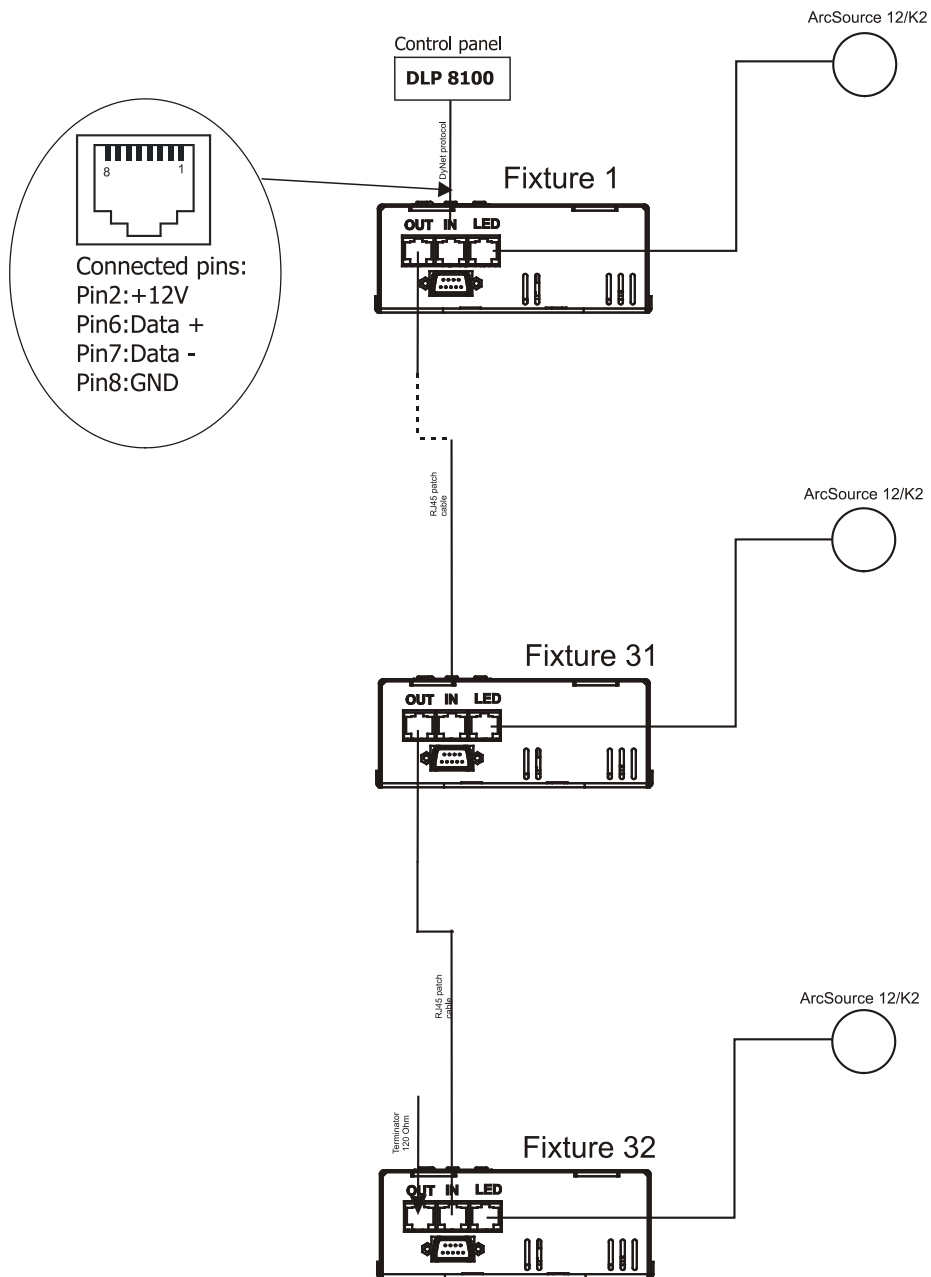 ArcSource 12/K2
Control panel
DLP 8100
DyNet protocol
8
1
Connected pins:
Pin2:+12V
Pin6:Data +
Pin7:Data -
Pin8:GND
Fixture 1
OUT IN LED
RJ45 patch
cable
ArcSource 12/K2
Fixture 31
OUT IN LED
RJ45 patch
cable
ArcSource 12/K2
Terminator
120 Ohm
Fixture 32
OUT IN LED